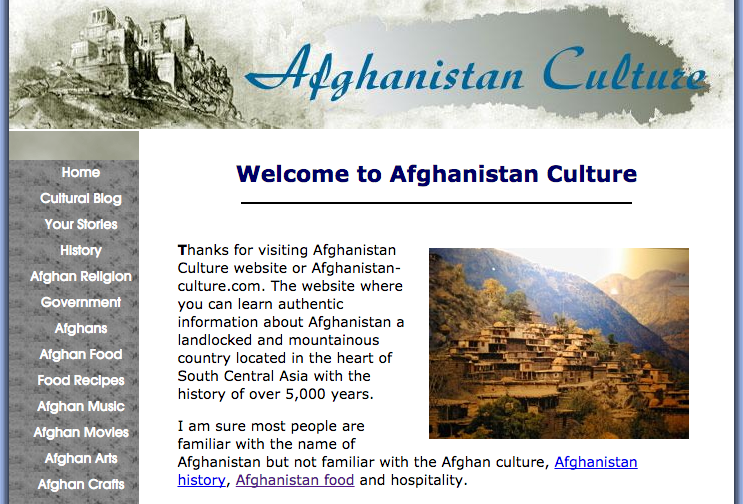 Afghanistan Culture
Home
Cultural Blog
Your Stories
History
Afghan Religion
Government
Afghans
Afghan Food
Food Recipes
Afghan Music
Afghan Movies
Afghan Arts
Afghan Crafts
Welcome to Afghanistan Culture
Thanks for visiting Afghanistan
Culture website or Afghanistan-
culture.com. The website where
you can learn authentic
information about Afghanistan a
landlocked and mountainous
country located in the heart of
South Central Asia with the
history of over 5,000 years.
I am sure most people are
familiar with the name of
Afghanistan but not familiar with the Afghan culture, Afghanistan
history, Afghanistan food and hospitality.